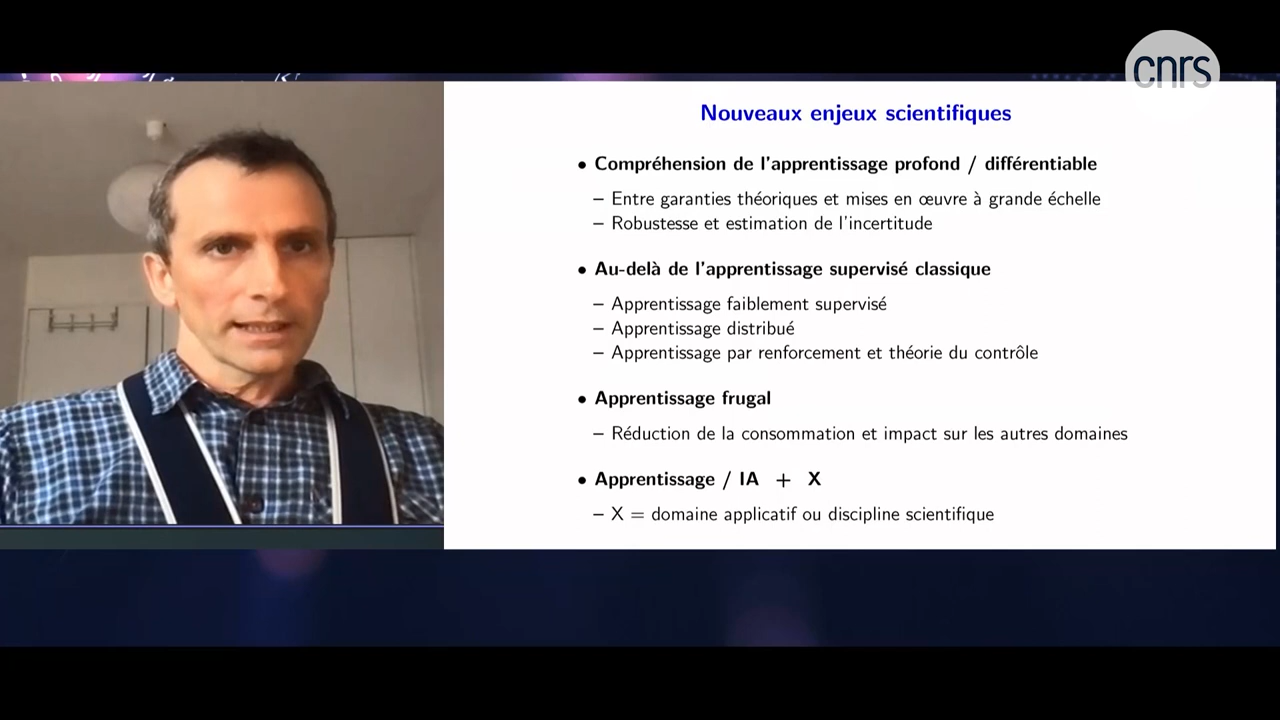 cnrs
Nouveaux enjeux scientifiques
• Compréhension de l'apprentissage profond / différentiable
– Entre garanties théoriques et mises en œuvre à grande échelle
– Robustesse et estimation de l'incertitude
• Au-delà de l'apprentissage supervisé classique
– Apprentissage faiblement supervisé
– Apprentissage distribué
– Apprentissage par renforcement et théorie du contrôle
• Apprentissage frugal
– Réduction de la consommation et impact sur les autres domaines
• Apprentissage / IA + X
– X = domaine applicatif ou discipline scientifique